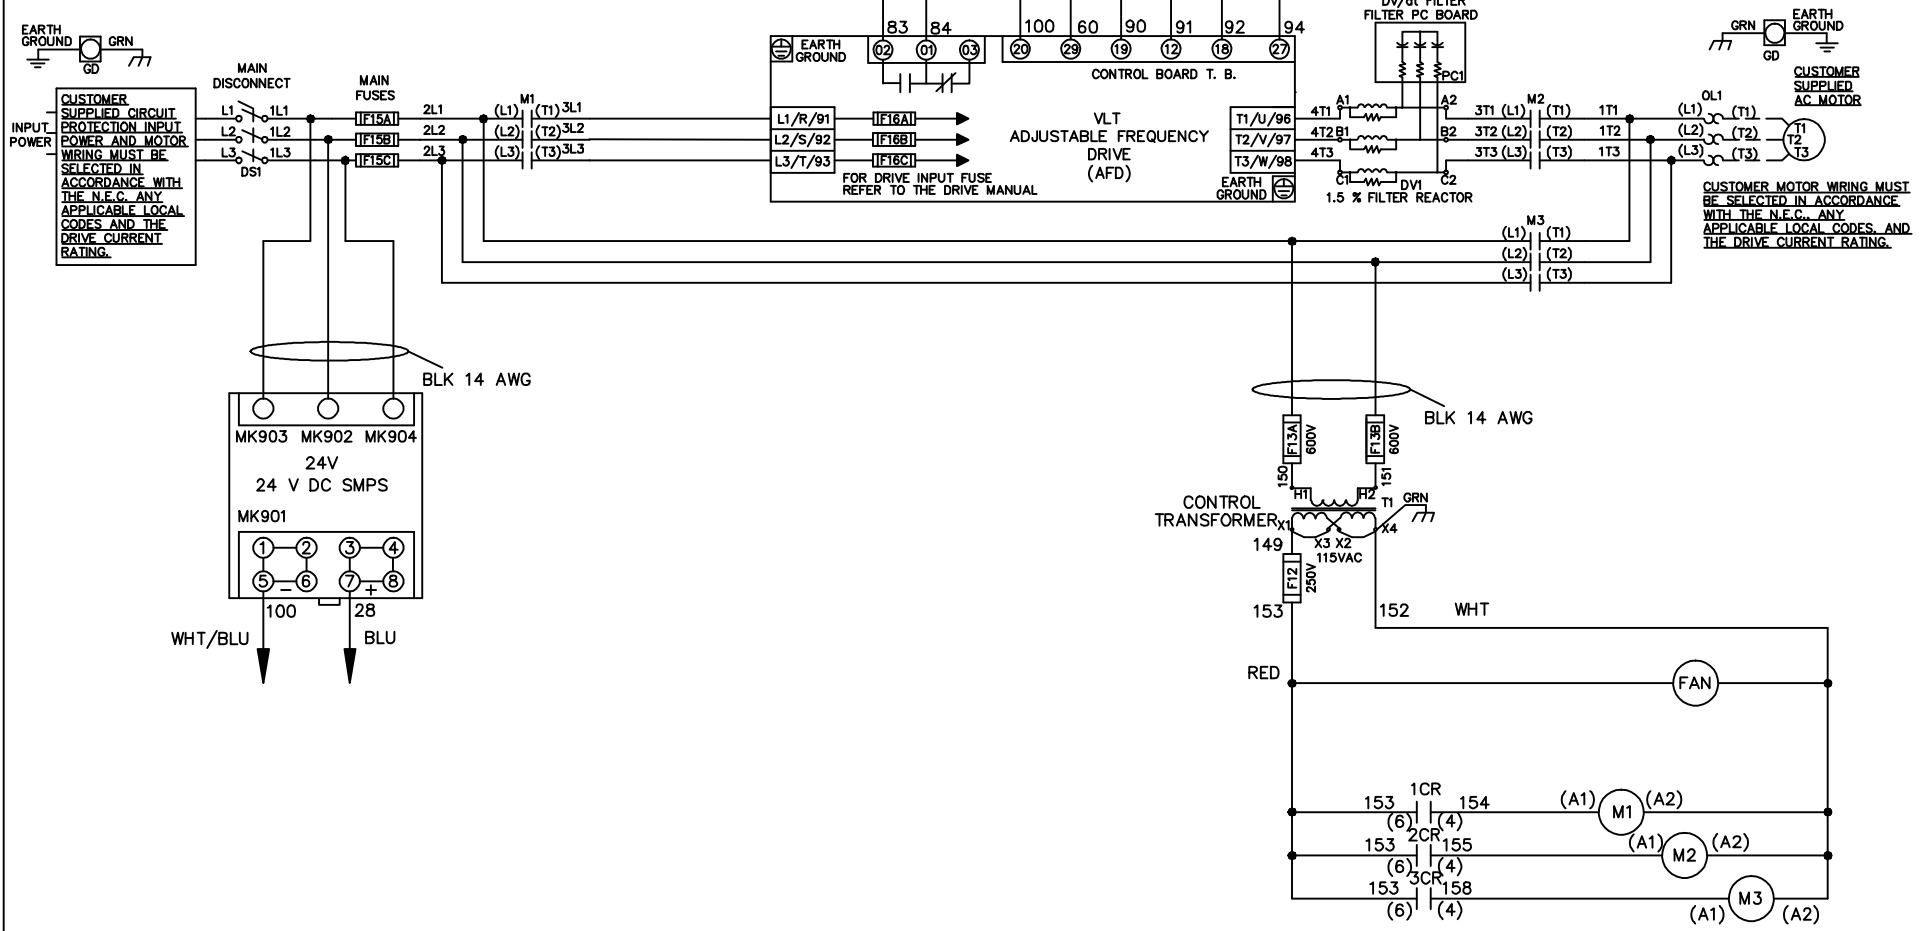 EARTH
GROUND
GRN
GD
MAIN
DISCONNECT
MAIN
FUSES
INPUT
POWER
CUSTOMER
SUPPLIED CIRCUIT
PROTECTION INPUT
POWER AND MOTOR
WIRING MUST BE
SELECTED IN
ACCORDANCE WITH
THE N.E.C. ANY
APPLICABLE LOCAL
CODES AND THE
DRIVE CURRENT
RATING.
L1 1L1 F15A 2L1 (L1) M1 (T1) 3L1
L2 1L2 F15B 2L2 (L2) (T2) 3L2
L3 1L3 F15C 2L3 (L3) (T3) 3L3
DS1
83 84 100 60 90 91 92 94
EARTH
GROUND
02 01 03 20 29 19 12 18 27
CONTROL BOARD T. B.
L1/R/91 F16A
L2/S/92 F16B
L3/T/93 F16C
FOR DRIVE INPUT FUSE
REFER TO THE DRIVE MANUAL
VLT
ADJUSTABLE FREQUENCY
DRIVE
(AFD)
T1/U/96
T2/V/97
T3/W/98
EARTH
GROUND
DV/dt FILTER
FILTER PC BOARD
PC1
4T1 A1 A2 3T1 (L1) M2 (T1) 1T1
4T2 B1 B2 3T2 (L2) (T2) 1T2
4T3 C1 C2 3T3 (L3) (T3) 1T3
DV1
1.5 % FILTER REACTOR
GRN
EARTH
GROUND
GD
CUSTOMER
SUPPLIED
AC MOTOR
OL1
(L1) (T1) T1
(L2) (T2) T2
(L3) (T3) T3
CUSTOMER MOTOR WIRING MUST
BE SELECTED IN ACCORDANCE
WITH THE N.E.C., ANY
APPLICABLE LOCAL CODES, AND
THE DRIVE CURRENT RATING.
M3
(L1) (T1)
(L2) (T2)
(L3) (T3)
BLK 14 AWG
MK903 MK902 MK904
24V
24 V DC SMPS
MK901
1 2 3 4
5 - 6 7 + 8
100 28
WHT/BLU BLU
BLK 14 AWG
F13A 600V F13B 600V
150 151
H1 H2 T1 GRN
CONTROL
TRANSFORMER
X1 X3 X2 X4
115VAC
149
F12 250V
153 152 WHT
RED
FAN
1CR
153 154 (A1) M1 (A2)
(6) (4)
2CR
153 155 (A1) M2 (A2)
(6) (4)
3CR
153 158 M3
(6) (4) (A1) (A2)